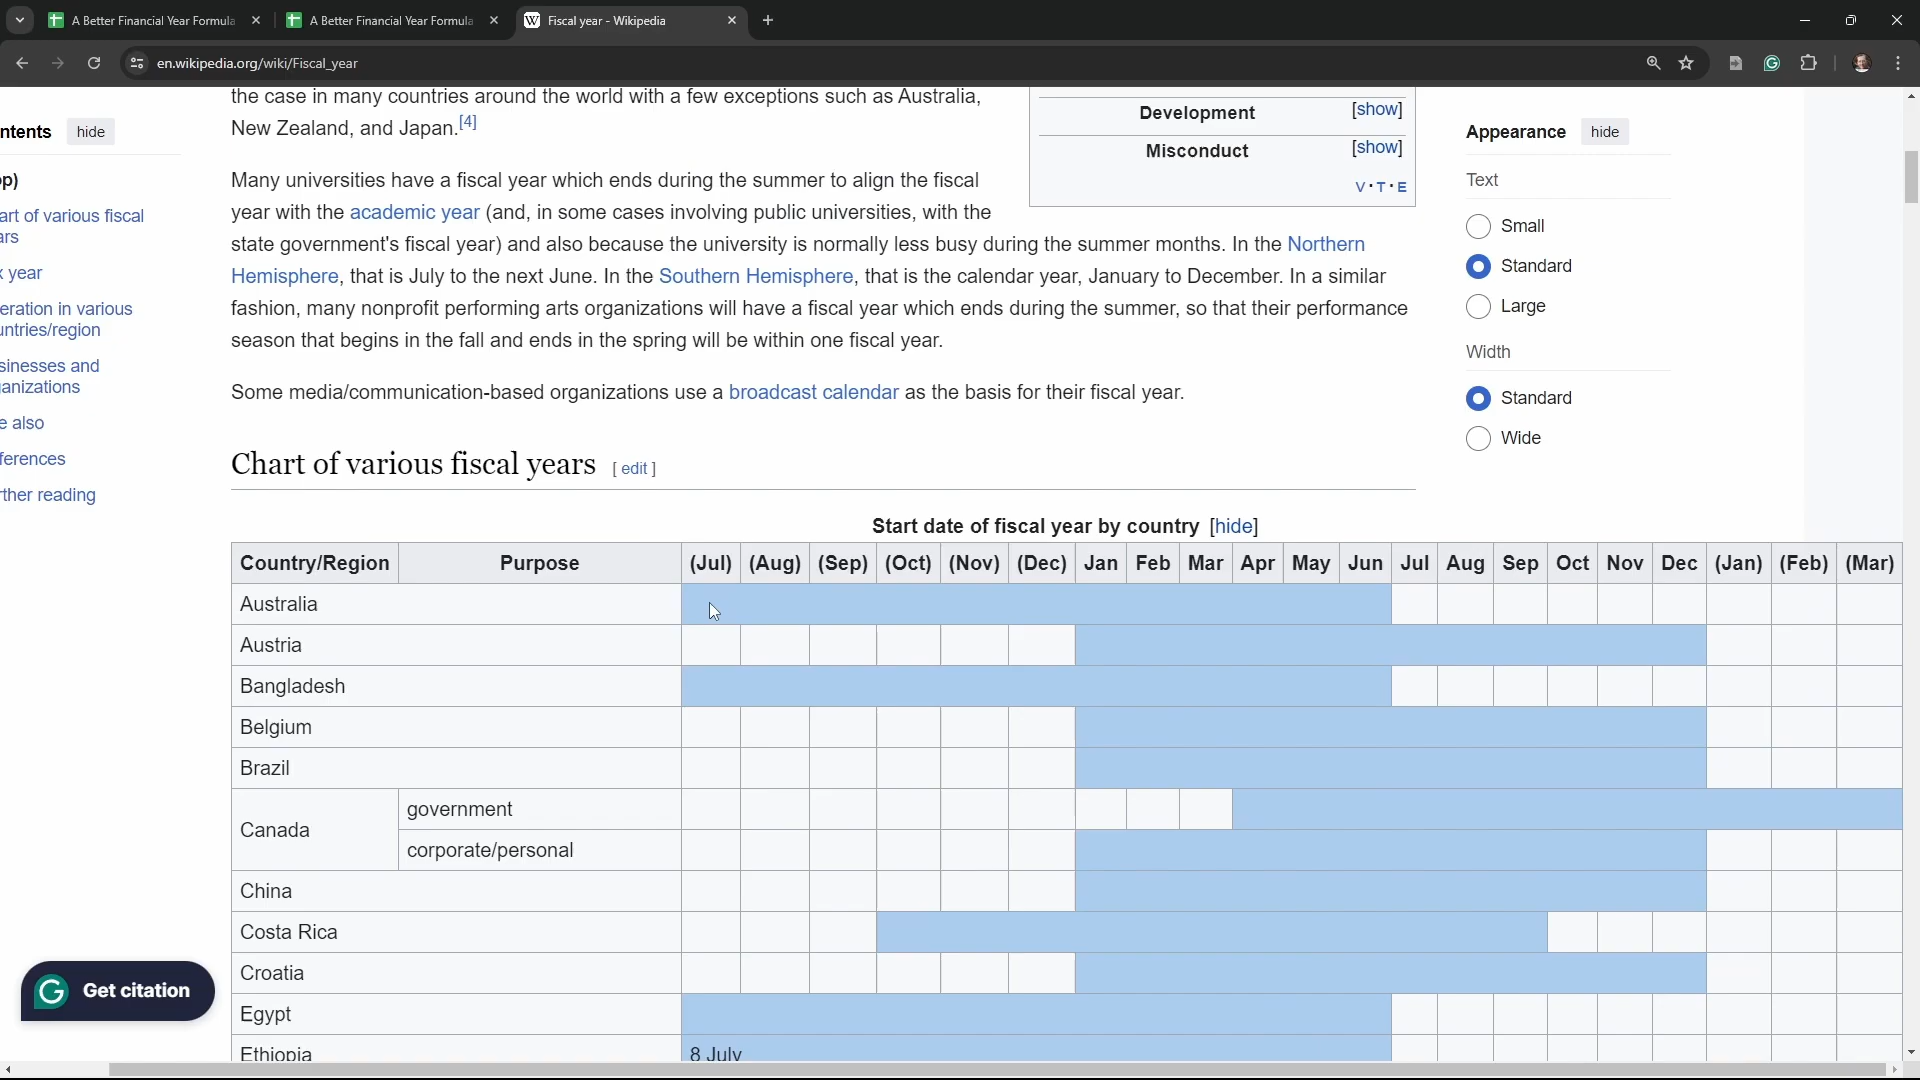 A Better Financial Year Formula
A Better Financial Year Formula
Fiscal year - Wikipedia
en.wikipedia.org/wiki/Fiscal_year
the case in many countries around the world with a few exceptions such as Australia,
New Zealand, and Japan.[4]
Development [show]
Misconduct [show]
V·T·E
Many universities have a fiscal year which ends during the summer to align the fiscal
year with the academic year (and, in some cases involving public universities, with the
state government's fiscal year) and also because the university is normally less busy during the summer months. In the Northern
Hemisphere, that is July to the next June. In the Southern Hemisphere, that is the calendar year, January to December. In a similar
fashion, many nonprofit performing arts organizations will have a fiscal year which ends during the summer, so that their performance
season that begins in the fall and ends in the spring will be within one fiscal year.
Some media/communication-based organizations use a broadcast calendar as the basis for their fiscal year.
ntents hide
op)
art of various fiscal
ars
x year
eration in various
untries/region
sinesses and
anizations
e also
ferences
rther reading
Appearance hide
Text
Small
Standard
Large
Width
Standard
Wide
Chart of various fiscal years [ edit ]
Start date of fiscal year by country [hide]
Country/Region Purpose (Jul) (Aug) (Sep) (Oct) (Nov) (Dec) Jan Feb Mar Apr May Jun Jul Aug Sep Oct Nov Dec (Jan) (Feb) (Mar)
Australia
Austria
Bangladesh
Belgium
Brazil
Canada
government
corporate/personal
China
Costa Rica
Croatia
Egypt
Ethiopia 8 July
Get citation